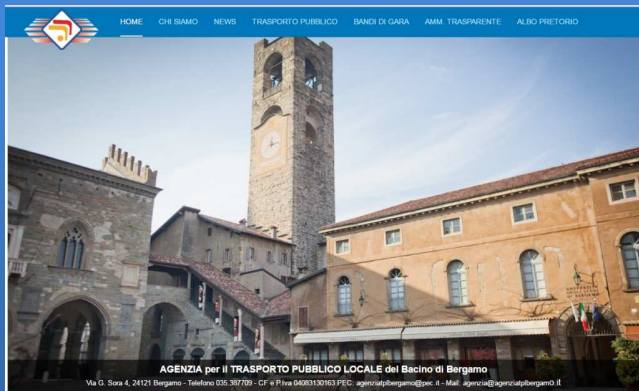 HOME CHI SIAMO NEWS TRASPORTO PUBBLICO BANDI DI GARA AMM. TRASPARENTE ALBO PRETORIO
AGENZIA per il TRASPORTO PUBBLICO LOCALE del Bacino di Bergamo
Via G. Sora 4, 24121 Bergamo - Telefono 035.387709 - CF e P.Iva 04083130163 PEC: agenziatplbergamo@pec.it - Mail: agenzia@agenziatplbergam0.il